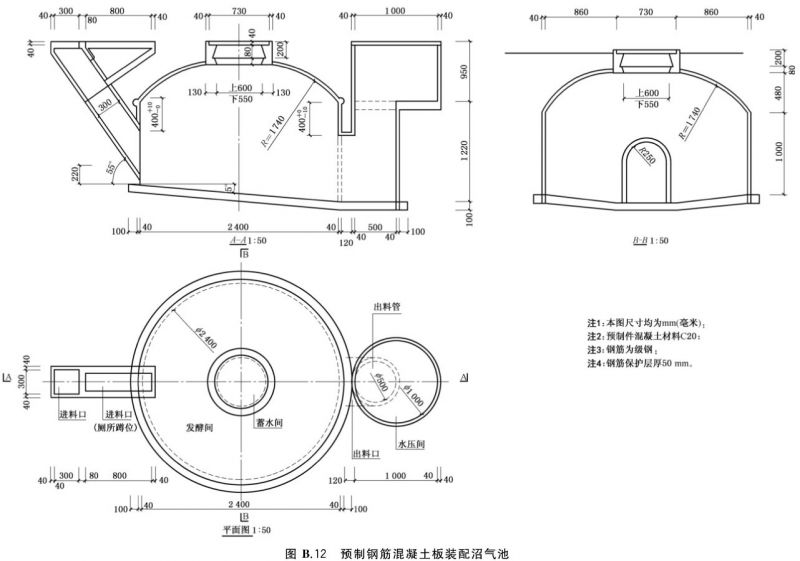 300 800 40 730 40 40 1 000 40
40 80
40 40 80 200 950
130 上600 130
下550
300 400+10-0 R=1740 400+0-10
220 55° 5° 1 220
100
100 40 2 400 40 120 40 500 40 100
A-A 1:50
860 730 860
40 40
200 80
上600
下550
480
R=1740
R250
1 000
100
B-B 1:50
B
出料管
φ2 400
A A
40 300 40
φ500 φ1 000
进料口 进料口
(厕所蹲位)
发酵间 蓄水间
水压间
出料口
40 300 80 800 40 120 1 000 40
40
100 40 2 400 40 100
B
平面图 1:50
注1:本图尺寸均为mm(毫米);
注2:预制件混凝土材料C20;
注3:钢筋为级钢;
注4:钢筋保护层厚50 mm。
图 B.12 预制钢筋混凝土板装配沼气池